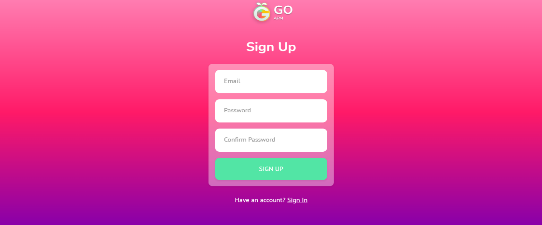 GO
Sign Up
Email
Password
Confirm Password
SIGN UP
Have an account? Sign In